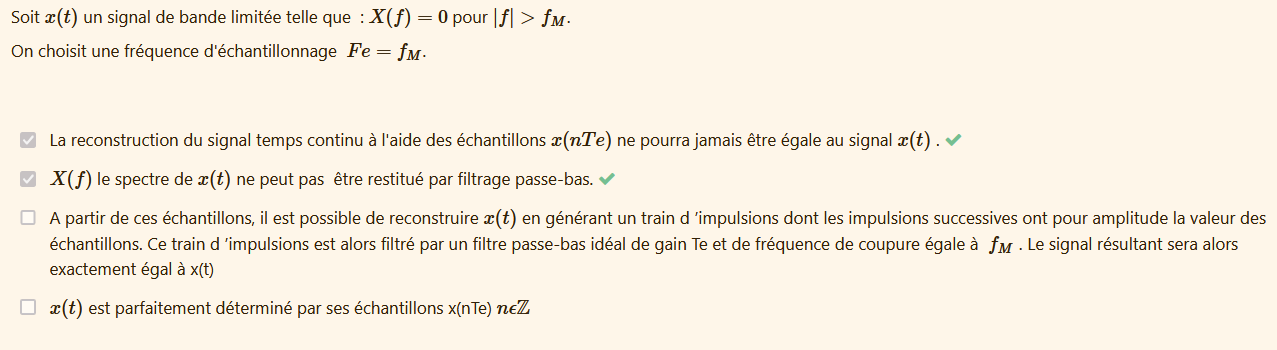 Soit x(t) un signal de bande limitée telle que : X(f) = 0 pour |f| > f_M.
On choisit une fréquence d'échantillonnage Fe = f_M.
La reconstruction du signal temps continu à l'aide des échantillons x(nTe) ne pourra jamais être égale au signal x(t) .
X(f) le spectre de x(t) ne peut pas être restitué par filtrage passe-bas.
A partir de ces échantillons, il est possible de reconstruire x(t) en générant un train d ’impulsions dont les impulsions successives ont pour amplitude la valeur des
échantillons. Ce train d ’impulsions est alors filtré par un filtre passe-bas idéal de gain Te et de fréquence de coupure égale à f_M . Le signal résultant sera alors
exactement égal à x(t)
x(t) est parfaitement déterminé par ses échantillons x(nTe) nϵℤ